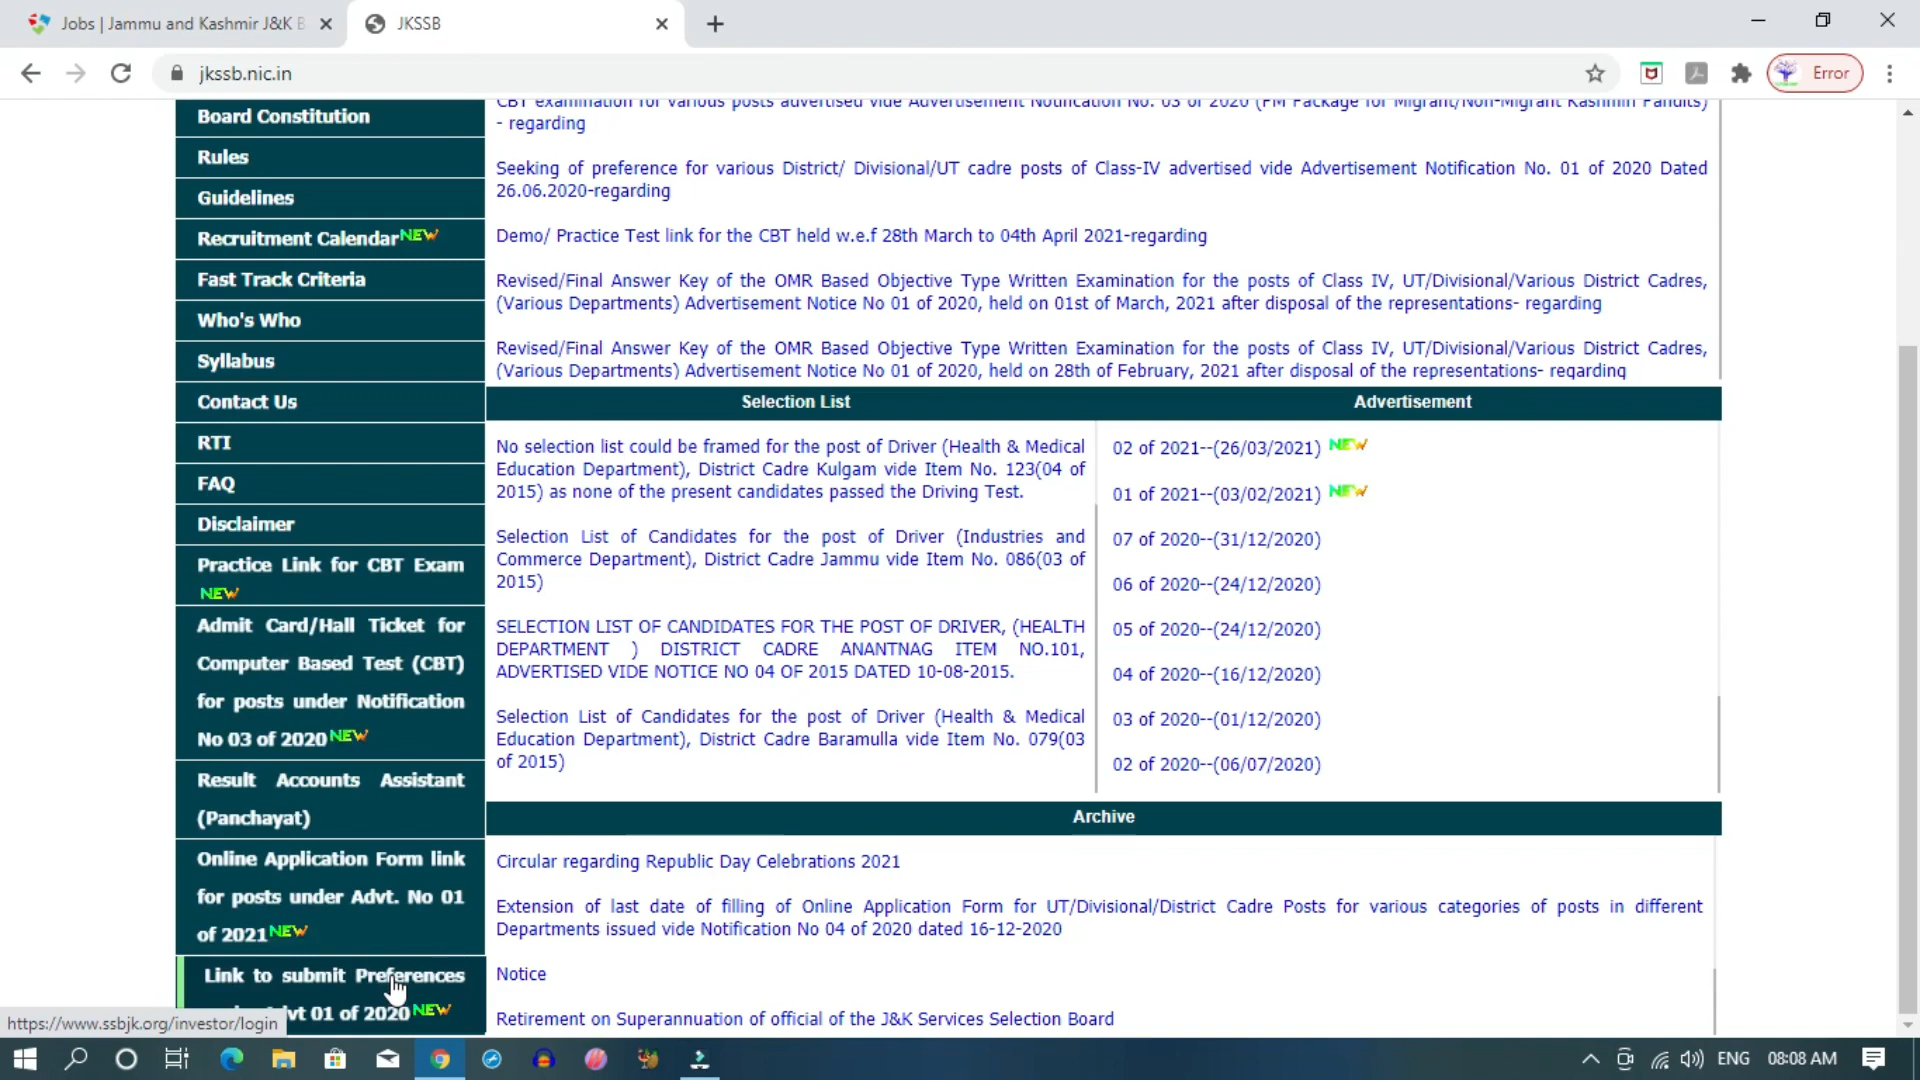 Jobs | Jammu and Kashmir J&K B
JKSSB
jkssb.nic.in
Error
Board Constitution
Rules
Guidelines
Recruitment Calendar NEW
Fast Track Criteria
Who's Who
Syllabus
Contact Us
RTI
FAQ
Disclaimer
Practice Link for CBT Exam
NEW
Admit Card/Hall Ticket for
Computer Based Test (CBT)
for posts under Notification
No 03 of 2020 NEW
Result Accounts Assistant
(Panchayat)
Online Application Form link
for posts under Advt. No 01
of 2021 NEW
Link to submit Preferences
vt 01 of 2020 NEW
https://www.ssbjk.org/investor/login
CBT examination for various posts advertised vide Advertisement Notification No. 03 of 2020 (PM Package for Migrant/Non-Migrant Kashmiri Pandits)
- regarding
Seeking of preference for various District/ Divisional/UT cadre posts of Class-IV advertised vide Advertisement Notification No. 01 of 2020 Dated
26.06.2020-regarding
Demo/ Practice Test link for the CBT held w.e.f 28th March to 04th April 2021-regarding
Revised/Final Answer Key of the OMR Based Objective Type Written Examination for the posts of Class IV, UT/Divisional/Various District Cadres,
(Various Departments) Advertisement Notice No 01 of 2020, held on 01st of March, 2021 after disposal of the representations- regarding
Revised/Final Answer Key of the OMR Based Objective Type Written Examination for the posts of Class IV, UT/Divisional/Various District Cadres,
(Various Departments) Advertisement Notice No 01 of 2020, held on 28th of February, 2021 after disposal of the representations- regarding
Selection List
No selection list could be framed for the post of Driver (Health & Medical
Education Department), District Cadre Kulgam vide Item No. 123(04 of
2015) as none of the present candidates passed the Driving Test.
Selection List of Candidates for the post of Driver (Industries and
Commerce Department), District Cadre Jammu vide Item No. 086(03 of
2015)
SELECTION LIST OF CANDIDATES FOR THE POST OF DRIVER, (HEALTH
DEPARTMENT ) DISTRICT CADRE ANANTNAG ITEM NO.101,
ADVERTISED VIDE NOTICE NO 04 OF 2015 DATED 10-08-2015.
Selection List of Candidates for the post of Driver (Health & Medical
Education Department), District Cadre Baramulla vide Item No. 079(03
of 2015)
Advertisement
02 of 2021--(26/03/2021) NEW
01 of 2021--(03/02/2021) NEW
07 of 2020--(31/12/2020)
06 of 2020--(24/12/2020)
05 of 2020--(24/12/2020)
04 of 2020--(16/12/2020)
03 of 2020--(01/12/2020)
02 of 2020--(06/07/2020)
Archive
Circular regarding Republic Day Celebrations 2021
Extension of last date of filling of Online Application Form for UT/Divisional/District Cadre Posts for various categories of posts in different
Departments issued vide Notification No 04 of 2020 dated 16-12-2020
Notice
Retirement on Superannuation of official of the J&K Services Selection Board
ENG
08:08 AM